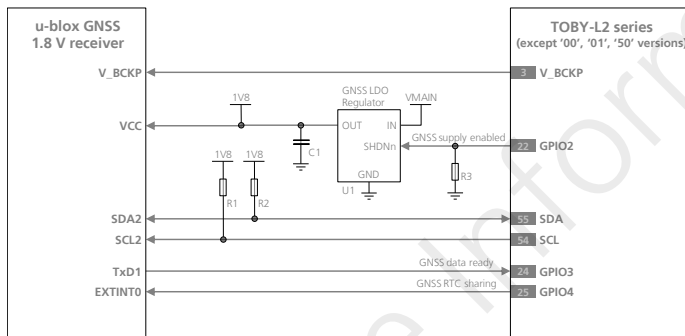 u-blox GNSS
1.8 V receiver
TOBY-L2 series
(except '00', '01', '50' versions)
V_BCKP
3
V_BCKP
1V8
GNSS LDO
Regulator
VMAIN
VCC
OUT
IN
C1
SHDNn
GNSS supply enabled
22
GPIO2
1V8
1V8
GND
U1
R3
R1
R2
SDA2
55
SDA
SCL2
54
SCL
TxD1
GNSS data ready
24
GPIO3
EXTINT0
GNSS RTC sharing
25
GPIO4